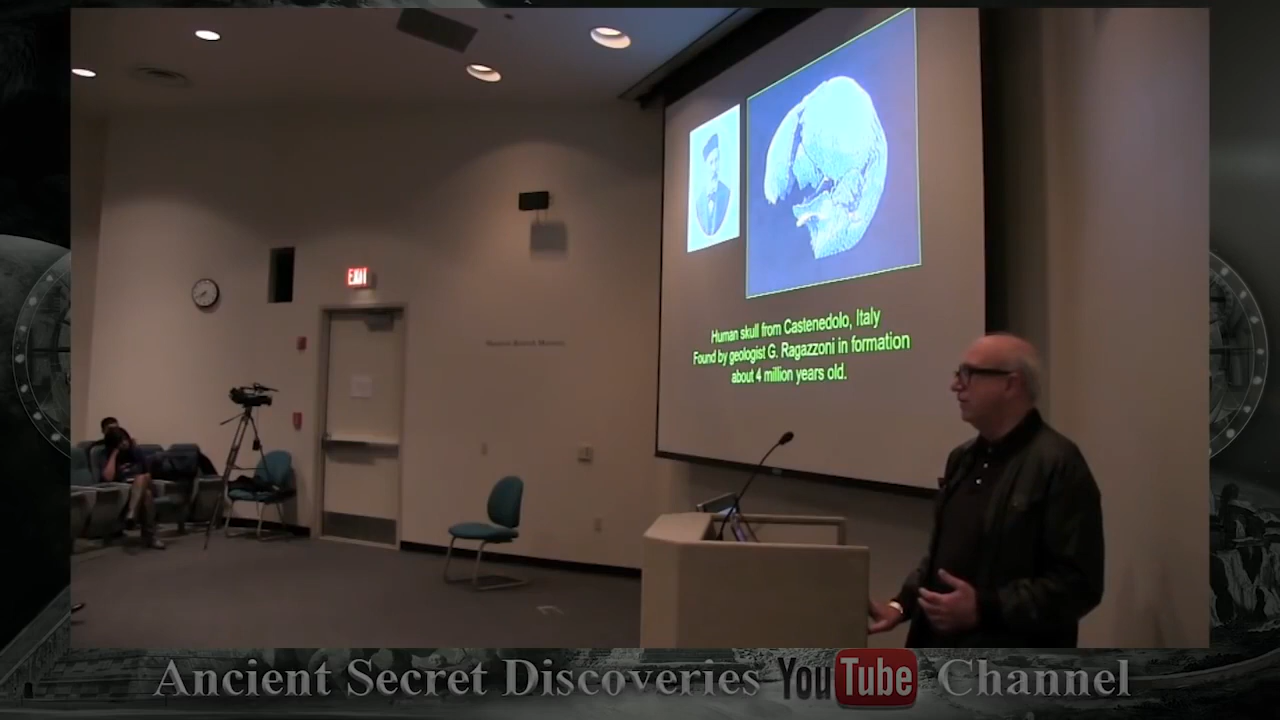 EXIT
Human skull from Castenedolo, Italy
Found by geologist G. Ragazzoni in formation
about 4 million years old.
Ancient Secret Discoveries YouTube Channel